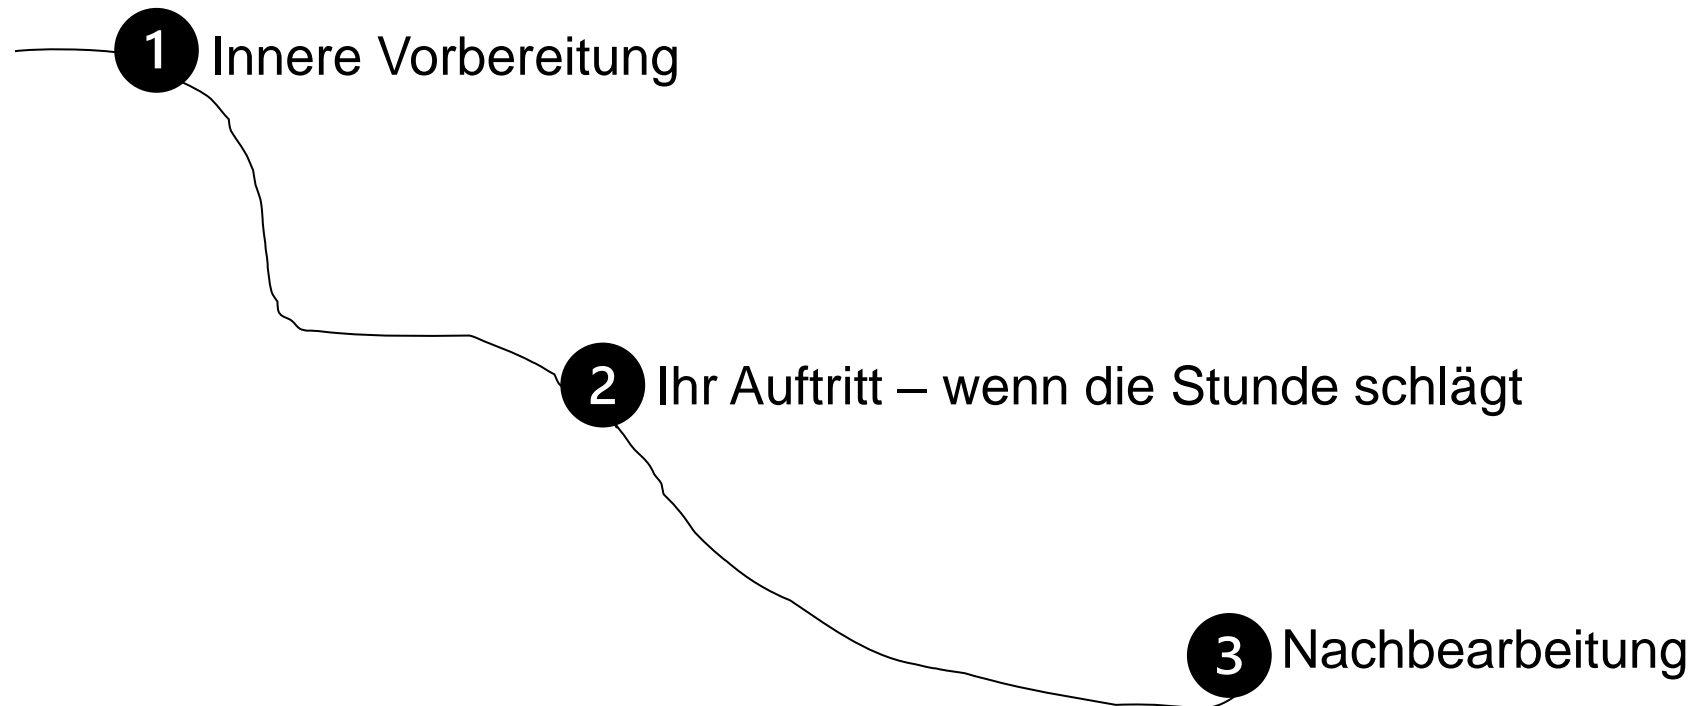 1 Innere Vorbereitung
2 Ihr Auftritt – wenn die Stunde schlägt
3 Nachbearbeitung